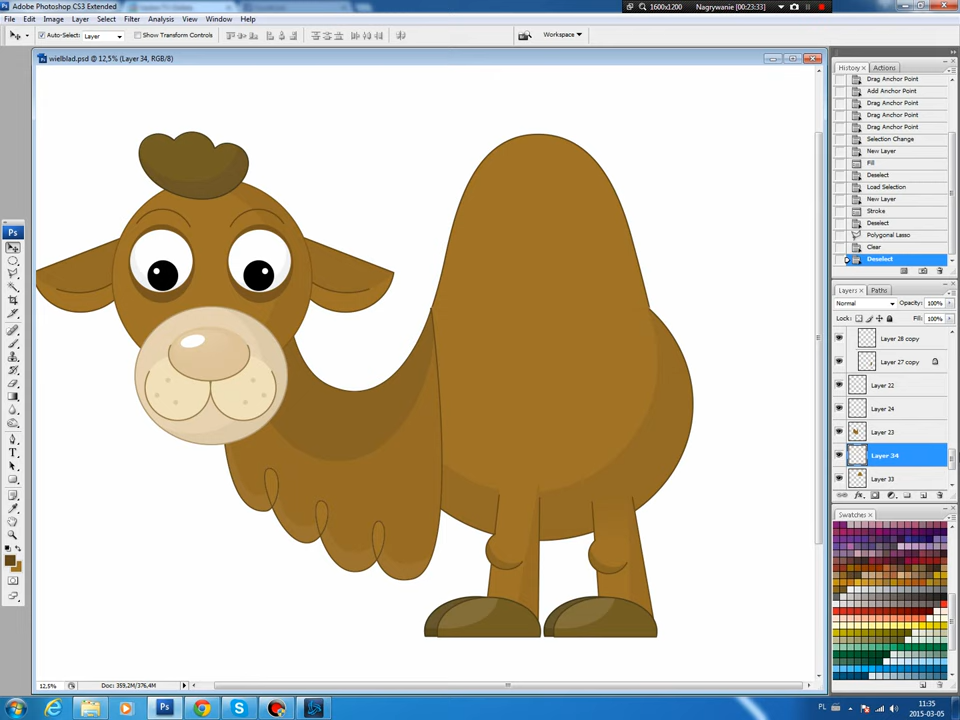 Adobe Photoshop CS3 Extended
1600x1200
Nagrywanie [00:23:33]
File Edit Image Layer Select Filter Analysis View Window Help
Auto-Select: Layer Show Transform Controls
Workspace
wielblad.psd @ 12,5% (Layer 34, RGB/8)
History × Actions
Drag Anchor Point
Add Anchor Point
Drag Anchor Point
Drag Anchor Point
Drag Anchor Point
Selection Change
New Layer
Fill
Deselect
Load Selection
New Layer
Stroke
Deselect
Polygonal Lasso
Clear
Deselect
Layers × Paths
Normal Opacity: 100%
Lock: Fill: 100%
Layer 28 copy
Layer 27 copy
Layer 22
Layer 24
Layer 23
Layer 34
Layer 33
Swatches ×
Ps
T
12,5% Doc: 359,2M/376,4M
Ps
PL 11:35
2015-03-05